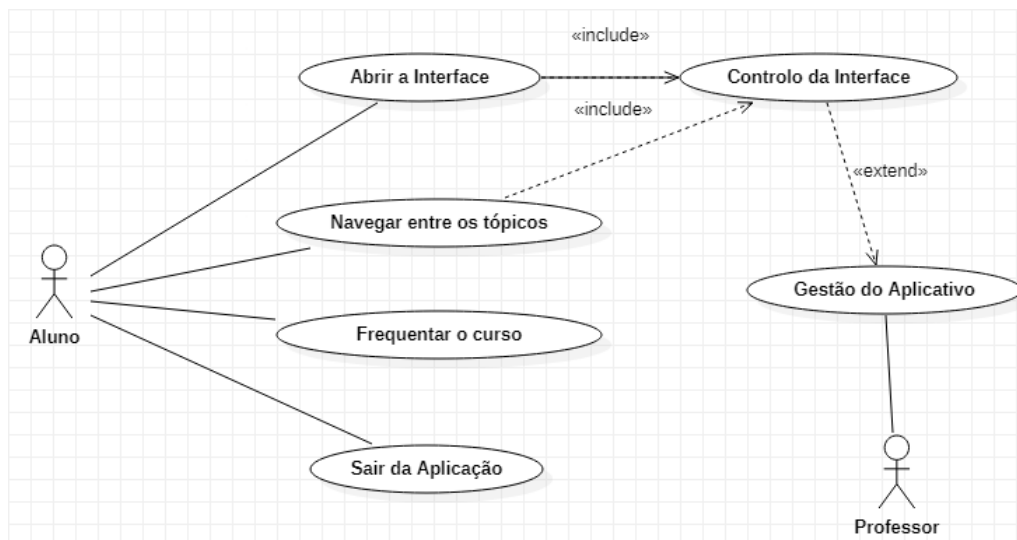 «include»
Abrir a Interface
Controlo da Interface
«include»
«extend»
Navegar entre os tópicos
Gestão do Aplicativo
Aluno
Frequentar o curso
Sair da Aplicação
Professor